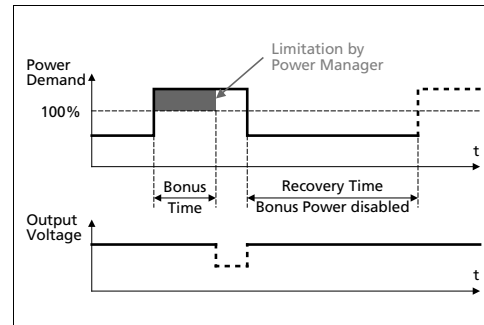 Limitation by
Power Manager
Power
Demand
100%
t
Bonus
Time
Recovery Time
Bonus Power disabled
Output
Voltage
t